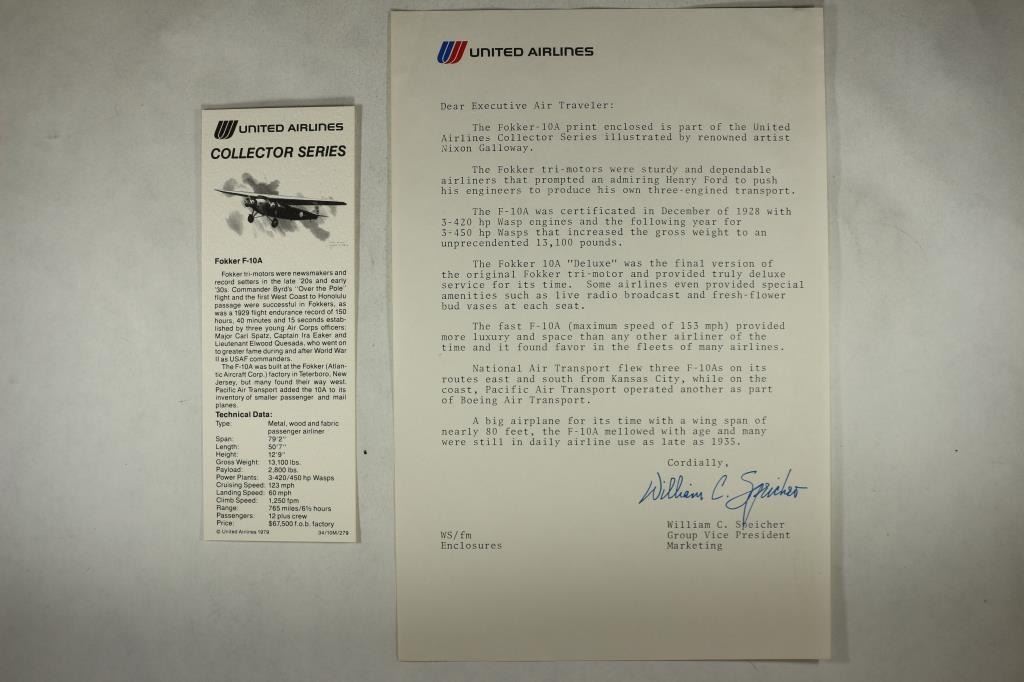 UNITED AIRLINES
COLLECTOR SERIES
Fokker F-10A
Fokker tri-motors were newsmakers and
record setters in the late '20s and early
'30s. Commander Byrd's "Over the Pole"
flight and the first West Coast to Honolulu
passage were successful in Fokkers, as
was a 1929 flight endurance record of 150
hours, 40 minutes and 15 seconds estab-
lished by three young Air Corps officers:
Major Carl Spatz, Captain Ira Eaker and
Lieutenant Elwood Quesada, who went on
to greater fame during and after World War
II as USAF commanders.
The F-10A was built at the Fokker (Atlan-
tic Aircraft Corp.) factory in Teterboro, New
Jersey, but many found their way west.
Pacific Air Transport added the 10A to its
inventory of smaller passenger and mail
planes.
Technical Data:
Type: Metal, wood and fabric
passenger airliner
Span: 79'2"
Length: 50'7"
Height: 12'9"
Gross Weight: 13,100 lbs.
Payload: 2,800 lbs.
Power Plants: 3-420/450 hp Wasps
Cruising Speed: 123 mph
Landing Speed: 60 mph
Climb Speed: 1,250 fpm
Range: 765 miles/6½ hours
Passengers: 12 plus crew
Price: $67,500 f.o.b. factory
© United Airlines 1979 34/10M/279
UNITED AIRLINES
Dear Executive Air Traveler:
The Fokker-10A print enclosed is part of the United
Airlines Collector Series illustrated by renowned artist
Nixon Galloway.
The Fokker tri-motors were sturdy and dependable
airliners that prompted an admiring Henry Ford to push
his engineers to produce his own three-engined transport.
The F-10A was certificated in December of 1928 with
3-420 hp Wasp engines and the following year for
3-450 hp Wasps that increased the gross weight to an
unprecendented 13,100 pounds.
The Fokker 10A "Deluxe" was the final version of
the original Fokker tri-motor and provided truly deluxe
service for its time. Some airlines even provided special
amenities such as live radio broadcast and fresh-flower
bud vases at each seat.
The fast F-10A (maximum speed of 153 mph) provided
more luxury and space than any other airliner of the
time and it found favor in the fleets of many airlines.
National Air Transport flew three F-10As on its
routes east and south from Kansas City, while on the
coast, Pacific Air Transport operated another as part
of Boeing Air Transport.
A big airplane for its time with a wing span of
nearly 80 feet, the F-10A mellowed with age and many
were still in daily airline use as late as 1935.
Cordially,
William C. Speicher
William C. Speicher
WS/fm Group Vice President
Enclosures Marketing